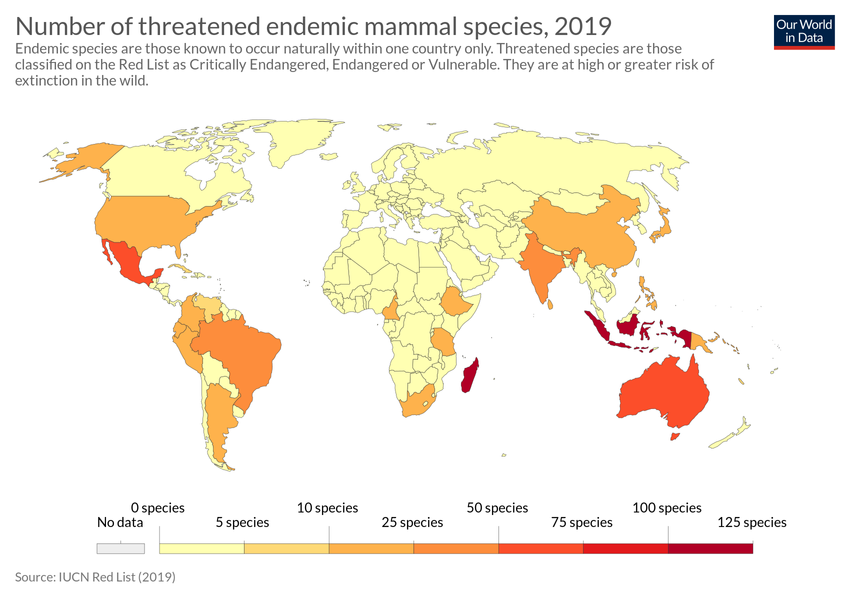 Number of threatened endemic mammal species, 2019
Our World
in Data
Endemic species are those known to occur naturally within one country only. Threatened species are those
classified on the Red List as Critically Endangered, Endangered or Vulnerable. They are at high or greater risk of
extinction in the wild.
0 species
10 species
50 species
100 species
No data
5 species
25 species
75 species
125 species
Source: IUCN Red List (2019)